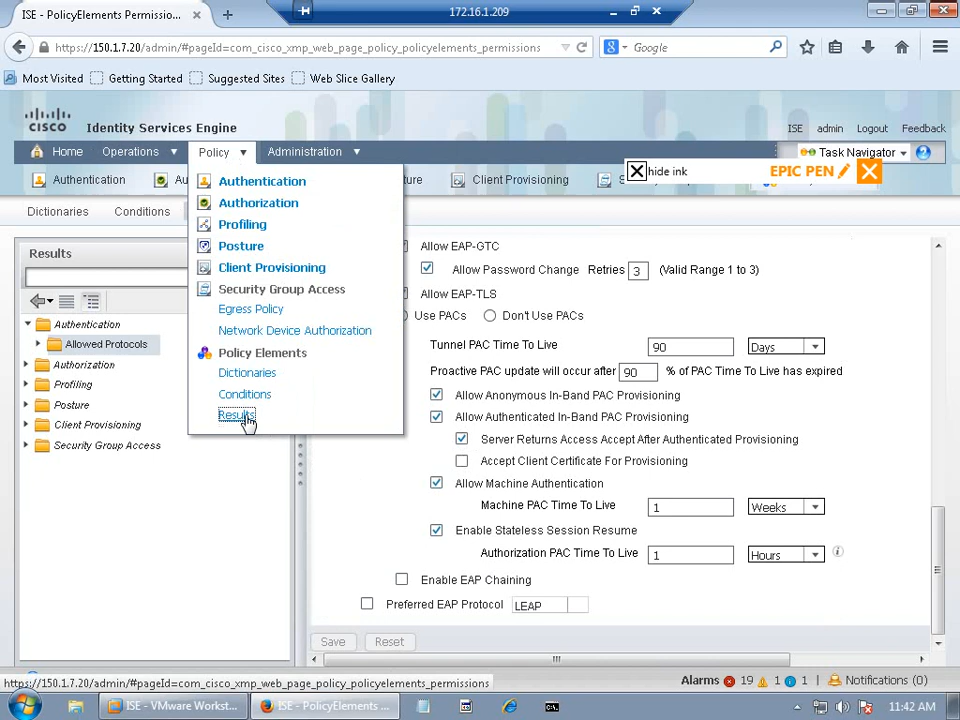 ISE - PolicyElements Permissio...
172.16.1.209
https://150.1.7.20/admin/#pageId=com_cisco_xmp_web_page_policy_policyelements_permissions
Google
Most Visited
Getting Started
Suggested Sites
Web Slice Gallery
CISCO
Identity Services Engine
ISE
admin
Logout
Feedback
Home
Operations
Policy
Administration
Task Navigator
Authentication
Au
ture
Client Provisioning
S
hide ink
EPIC PEN
Dictionaries
Conditions
Authentication
Authorization
Profiling
Posture
Client Provisioning
Security Group Access
Egress Policy
Network Device Authorization
Policy Elements
Dictionaries
Conditions
Results
Results
Authentication
Allowed Protocols
Authorization
Profiling
Posture
Client Provisioning
Security Group Access
Allow EAP-GTC
Allow Password Change Retries 3 (Valid Range 1 to 3)
Allow EAP-TLS
Use PACs
Don't Use PACs
Tunnel PAC Time To Live 90 Days
Proactive PAC update will occur after 90 % of PAC Time To Live has expired
Allow Anonymous In-Band PAC Provisioning
Allow Authenticated In-Band PAC Provisioning
Server Returns Access Accept After Authenticated Provisioning
Accept Client Certificate For Provisioning
Allow Machine Authentication
Machine PAC Time To Live 1 Weeks
Enable Stateless Session Resume
Authorization PAC Time To Live 1 Hours
Enable EAP Chaining
Preferred EAP Protocol LEAP
Save
Reset
https://150.1.7.20/admin/#pageId=com_cisco_xmp_web_page_policy_policyelements_permissions
Alarms 19 1 1
Notifications (0)
ISE - VMware Workst...
ISE - PolicyElements ...
11:42 AM